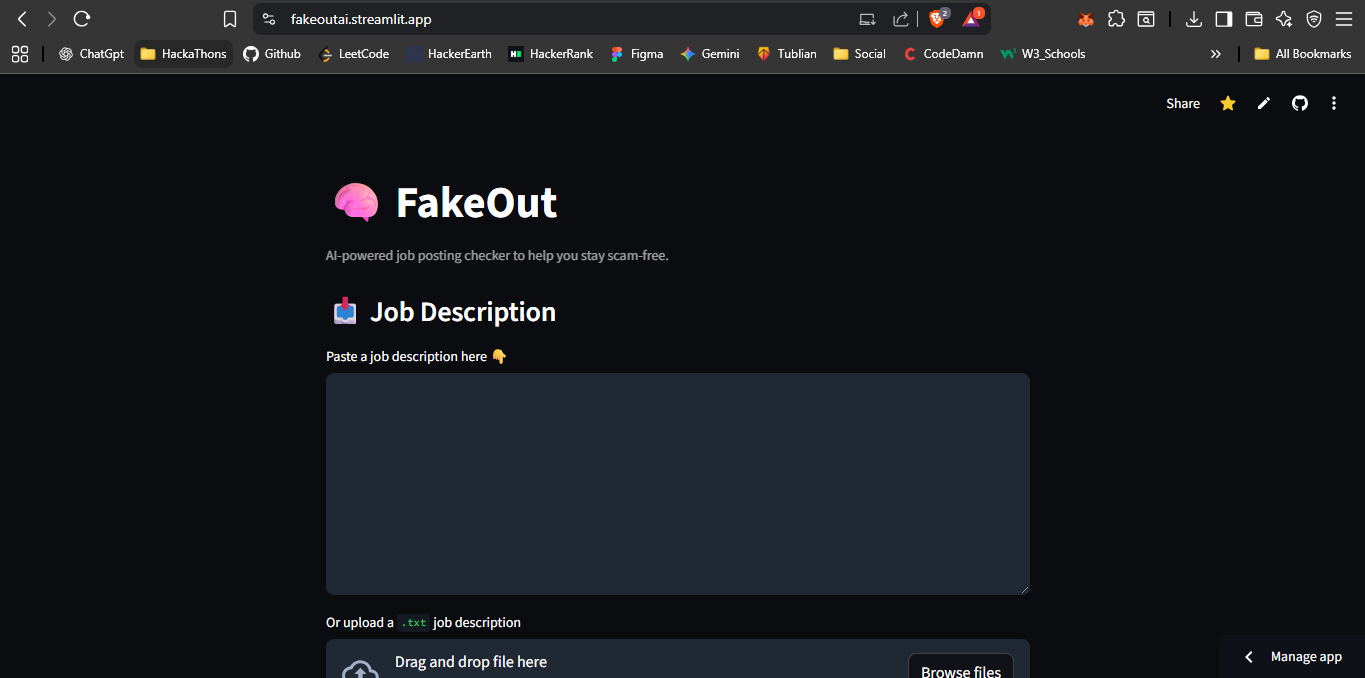 fakeoutai.streamlit.app
2
1
ChatGpt HackaThons Github LeetCode HackerEarth HackerRank Figma Gemini Tublian Social CodeDamn W3_Schools » All Bookmarks
Share
FakeOut
AI-powered job posting checker to help you stay scam-free.
Job Description
Paste a job description here 👇
Or upload a .txt job description
Drag and drop file here
Browse files
Manage app